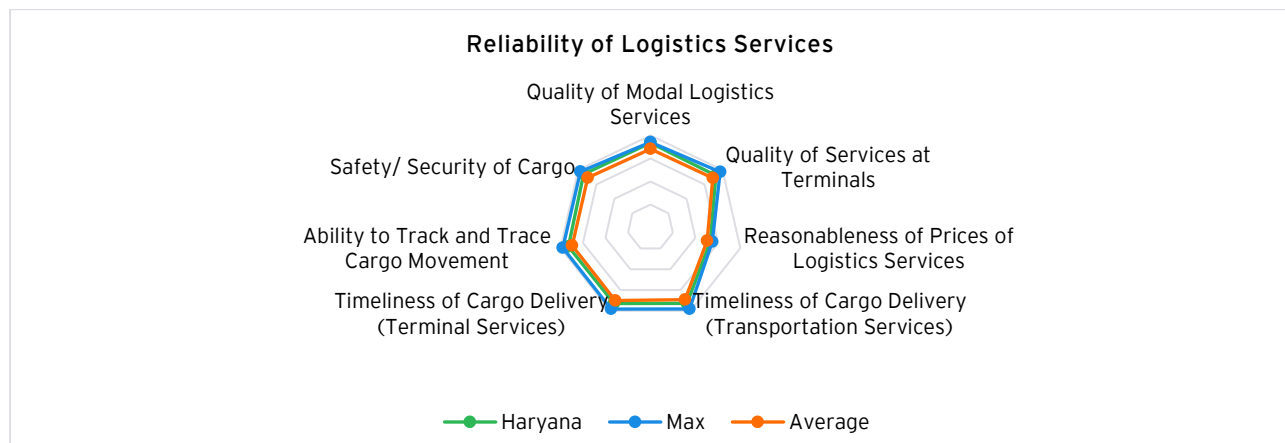 Reliability of Logistics Services
Quality of Modal Logistics
Services
Quality of Services at
Terminals
Reasonableness of Prices of
Logistics Services
Timeliness of Cargo Delivery
(Transportation Services)
Timeliness of Cargo Delivery
(Terminal Services)
Ability to Track and Trace
Cargo Movement
Safety/ Security of Cargo
Haryana
Max
Average